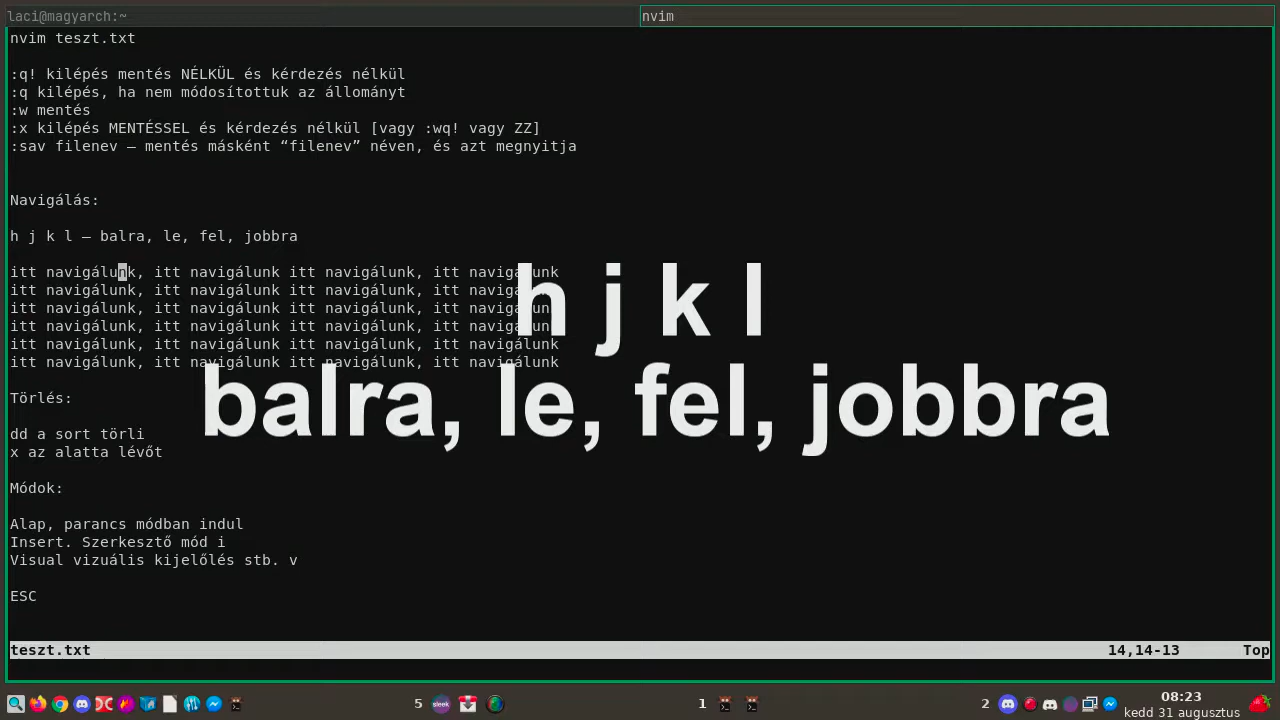 laci@magyarch:~
nvim
nvim teszt.txt
:q! kilépés mentés NÉLKÜL és kérdezés nélkül
:q kilépés, ha nem módosítottuk az állományt
:w mentés
:x kilépés MENTÉSSEL és kérdezés nélkül [vagy :wq! vagy ZZ]
:sav filenev – mentés másként “filenev” néven, és azt megnyitja
Navigálás:
h j k l – balra, le, fel, jobbra
itt navigálunk, itt navigálunk itt navigálunk, itt navigálunk
itt navigálunk, itt navigálunk itt navigálunk, itt navigálunk
itt navigálunk, itt navigálunk itt navigálunk, itt navigálunk
itt navigálunk, itt navigálunk itt navigálunk, itt navigálunk
itt navigálunk, itt navigálunk itt navigálunk, itt navigálunk
itt navigálunk, itt navigálunk itt navigálunk, itt navigálunk
h j k l
balra, le, fel, jobbra
Törlés:
dd a sort törli
x az alatta lévőt
Módok:
Alap, parancs módban indul
Insert. Szerkesztő mód i
Visual vizuális kijelőlés stb. v
ESC
teszt.txt 14,14-13 Top
5 sleek 1 2 08:23
kedd 31 augusztus